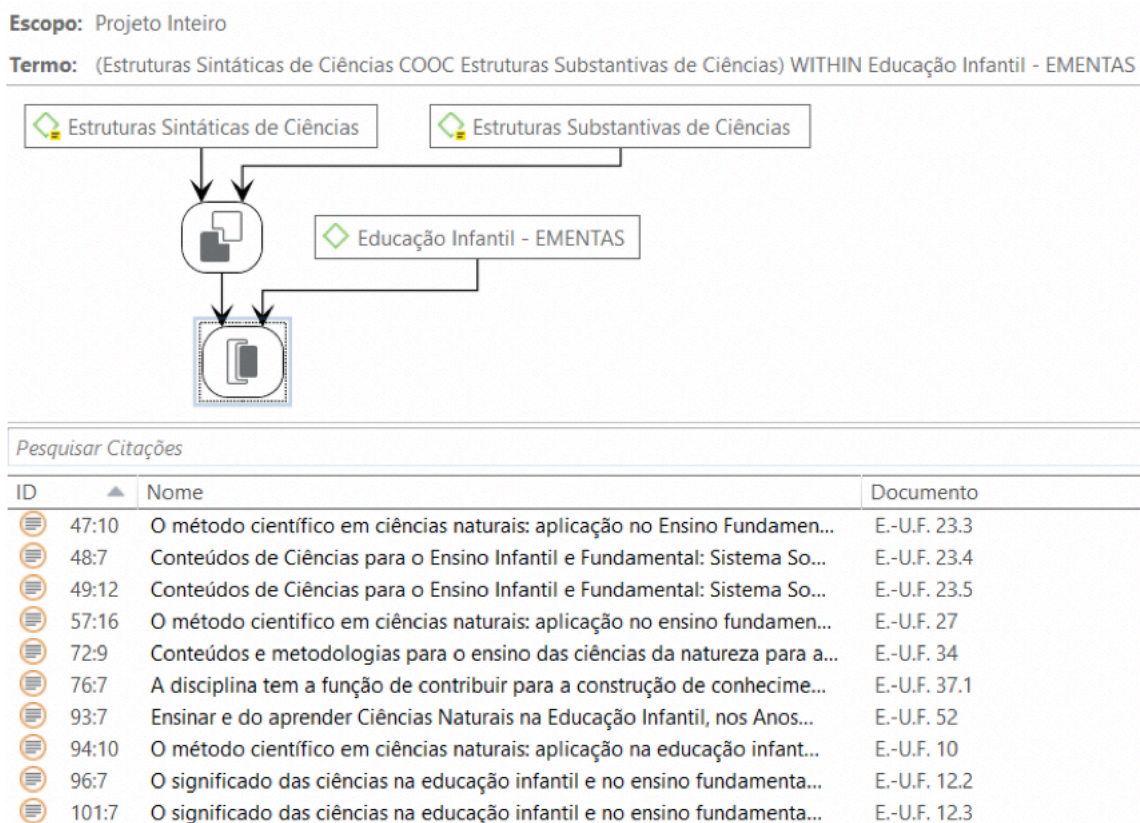 Escopo: Projeto Inteiro
Termo: (Estruturas Sintáticas de Ciências COOC Estruturas Substantivas de Ciências) WITHIN Educação Infantil - EMENTAS
Estruturas Sintáticas de Ciências Estruturas Substantivas de Ciências
Educação Infantil - EMENTAS
Pesquisar Citações
ID Nome Documento
47:10 O método científico em ciências naturais: aplicação no Ensino Fundamen... E.-U.F. 23.3
48:7 Conteúdos de Ciências para o Ensino Infantil e Fundamental: Sistema So... E.-U.F. 23.4
49:12 Conteúdos de Ciências para o Ensino Infantil e Fundamental: Sistema So... E.-U.F. 23.5
57:16 O método cientifico em ciências naturais: aplicação no ensino fundamen... E.-U.F. 27
72:9 Conteúdos e metodologias para o ensino das ciências da natureza para a... E.-U.F. 34
76:7 A disciplina tem a função de contribuir para a construção de conhecime... E.-U.F. 37.1
93:7 Ensinar e do aprender Ciências Naturais na Educação Infantil, nos Anos... E.-U.F. 52
94:10 O método científico em ciências naturais: aplicação na educação infant... E.-U.F. 10
96:7 O significado das ciências na educação infantil e no ensino fundamenta... E.-U.F. 12.2
101:7 O significado das ciências na educação infantil e no ensino fundamenta... E.-U.F. 12.3